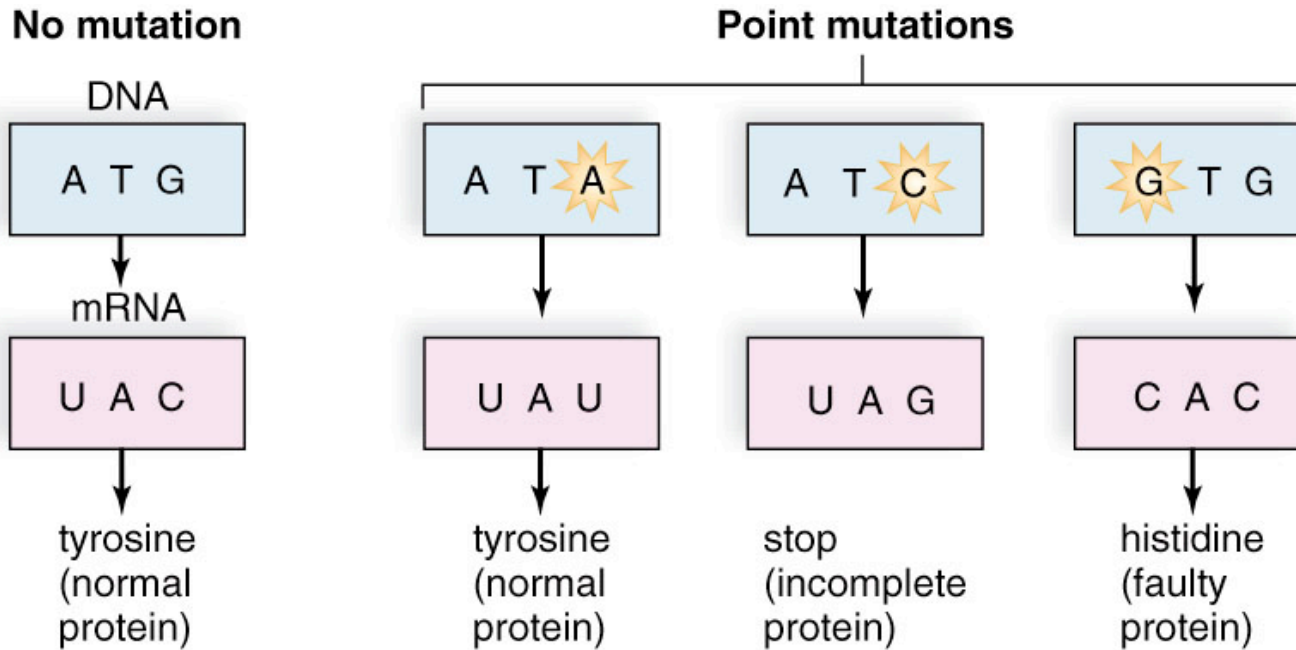 No mutation
Point mutations
DNA
A T G
A T A
A T C
G T G
mRNA
U A C
U A U
U A G
C A C
tyrosine
(normal
protein)
tyrosine
(normal
protein)
stop
(incomplete
protein)
histidine
(faulty
protein)